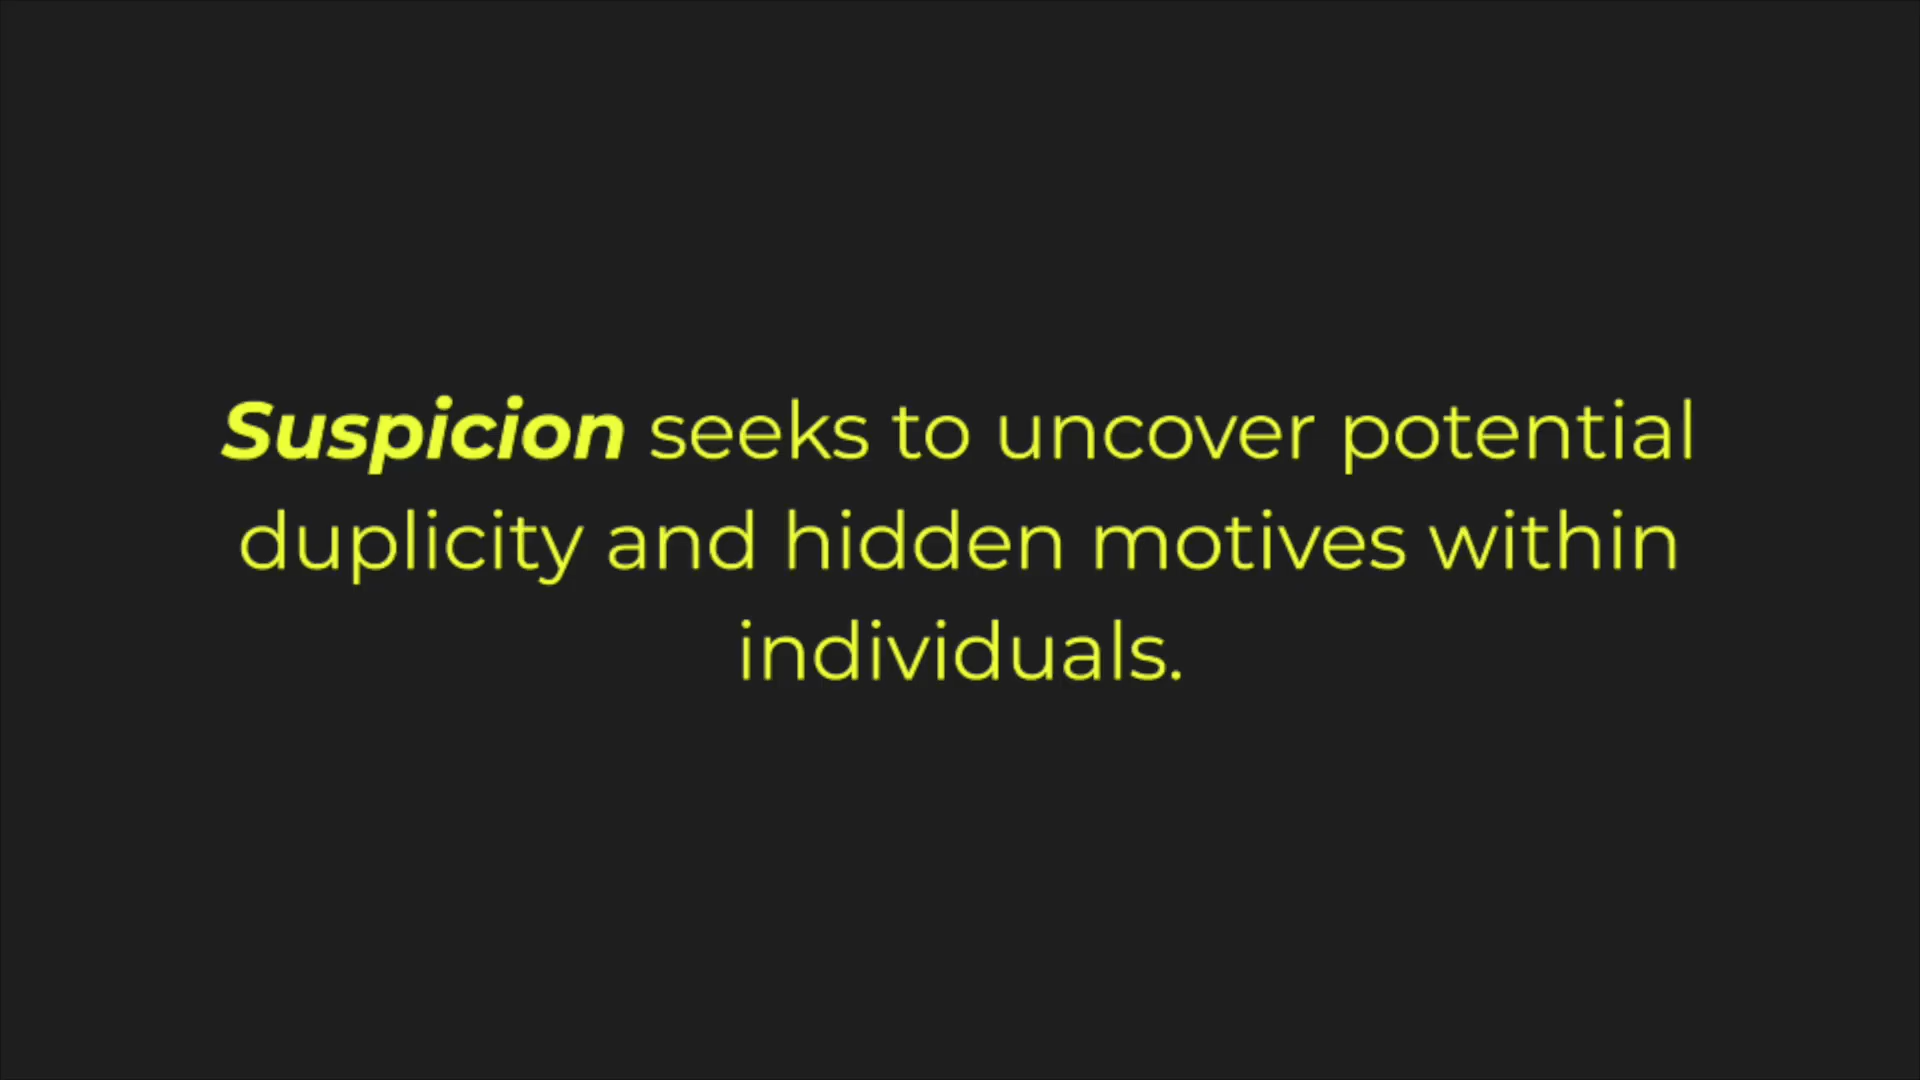 Suspicion seeks to uncover potential
duplicity and hidden motives within
individuals.